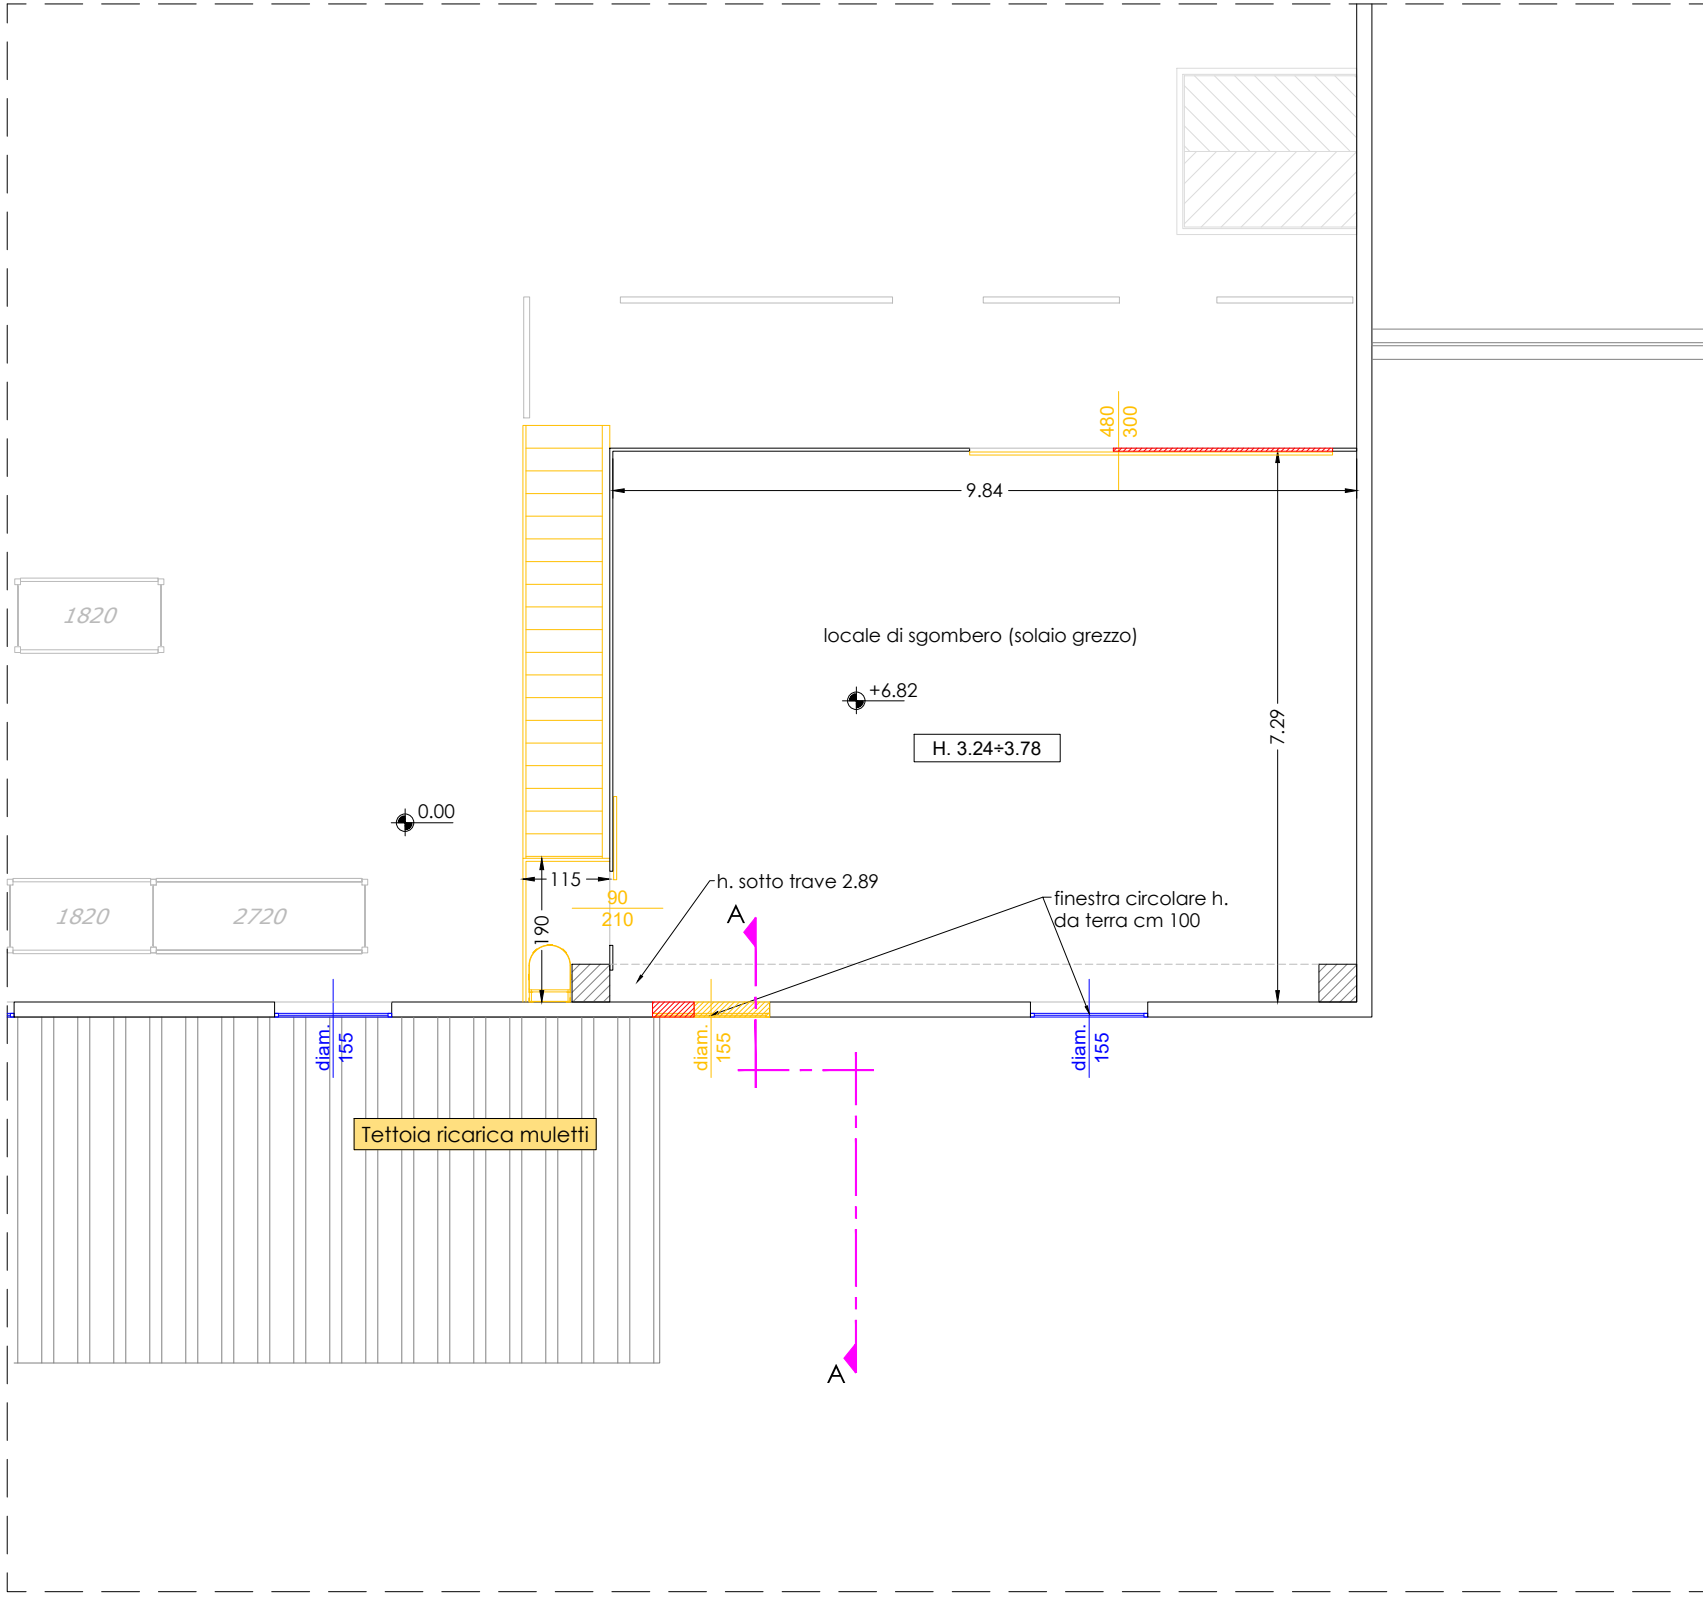 480
300
9.84
1820
locale di sgombero (solaio grezzo)
+6.82
7.29
H. 3.24÷3.78
0.00
115
h. sotto trave 2.89
90
210
190
1820
2720
finestra circolare h.
da terra cm 100
A
diam.
155
diam.
155
diam.
155
Tettoia ricarica muletti
A